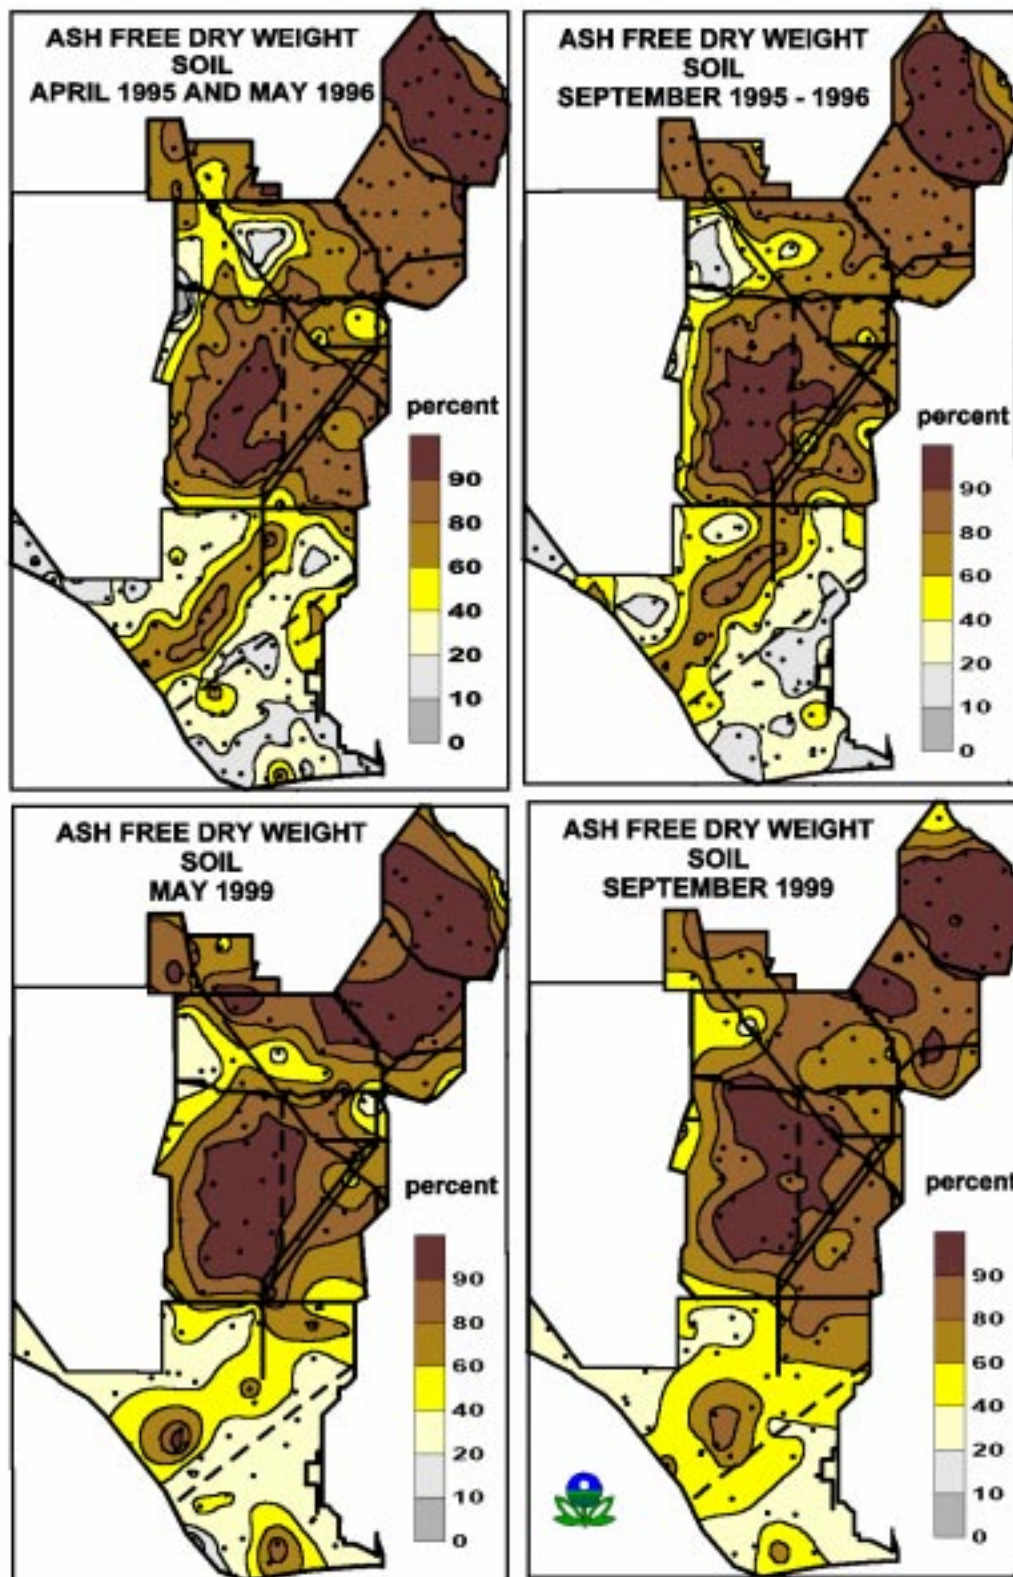 ASH FREE DRY WEIGHT
SOIL
APRIL 1995 AND MAY 1996
percent
90
80
60
40
20
10
0
ASH FREE DRY WEIGHT
SOIL
SEPTEMBER 1995 - 1996
percent
90
80
60
40
20
10
0
ASH FREE DRY WEIGHT
SOIL
MAY 1999
percent
90
80
60
40
20
10
0
ASH FREE DRY WEIGHT
SOIL
SEPTEMBER 1999
percent
90
80
60
40
20
10
0